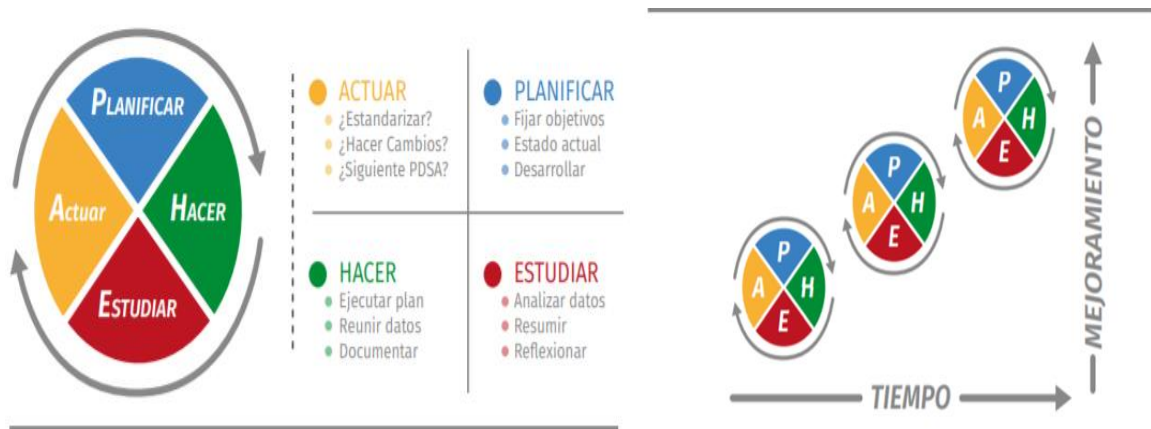 PLANIFICAR
Actuar
HACER
ESTUDIAR
ACTUAR
¿Estandarizar?
¿Hacer Cambios?
¿Siguiente PDSA?
PLANIFICAR
Fijar objetivos
Estado actual
Desarrollar
HACER
Ejecutar plan
Reunir datos
Documentar
ESTUDIAR
Analizar datos
Resumir
Reflexionar
P
A
H
E
P
A
H
E
P
A
H
E
TIEMPO
MEJORAMIENTO